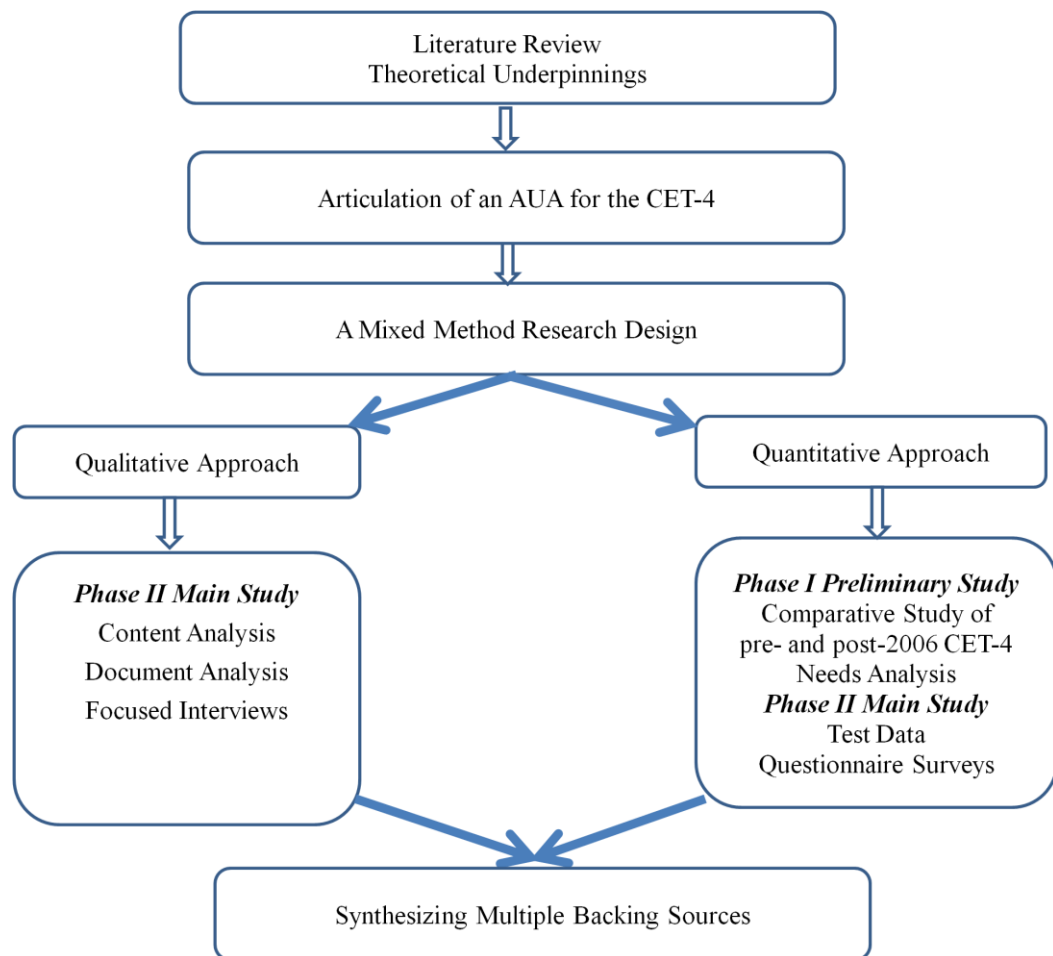 Literature Review
Theoretical Underpinnings
Articulation of an AUA for the CET-4
A Mixed Method Research Design
Qualitative Approach
Quantitative Approach
Phase II Main Study
Content Analysis
Document Analysis
Focused Interviews
Phase I Preliminary Study
Comparative Study of
pre- and post-2006 CET-4
Needs Analysis
Phase II Main Study
Test Data
Questionnaire Surveys
Synthesizing Multiple Backing Sources